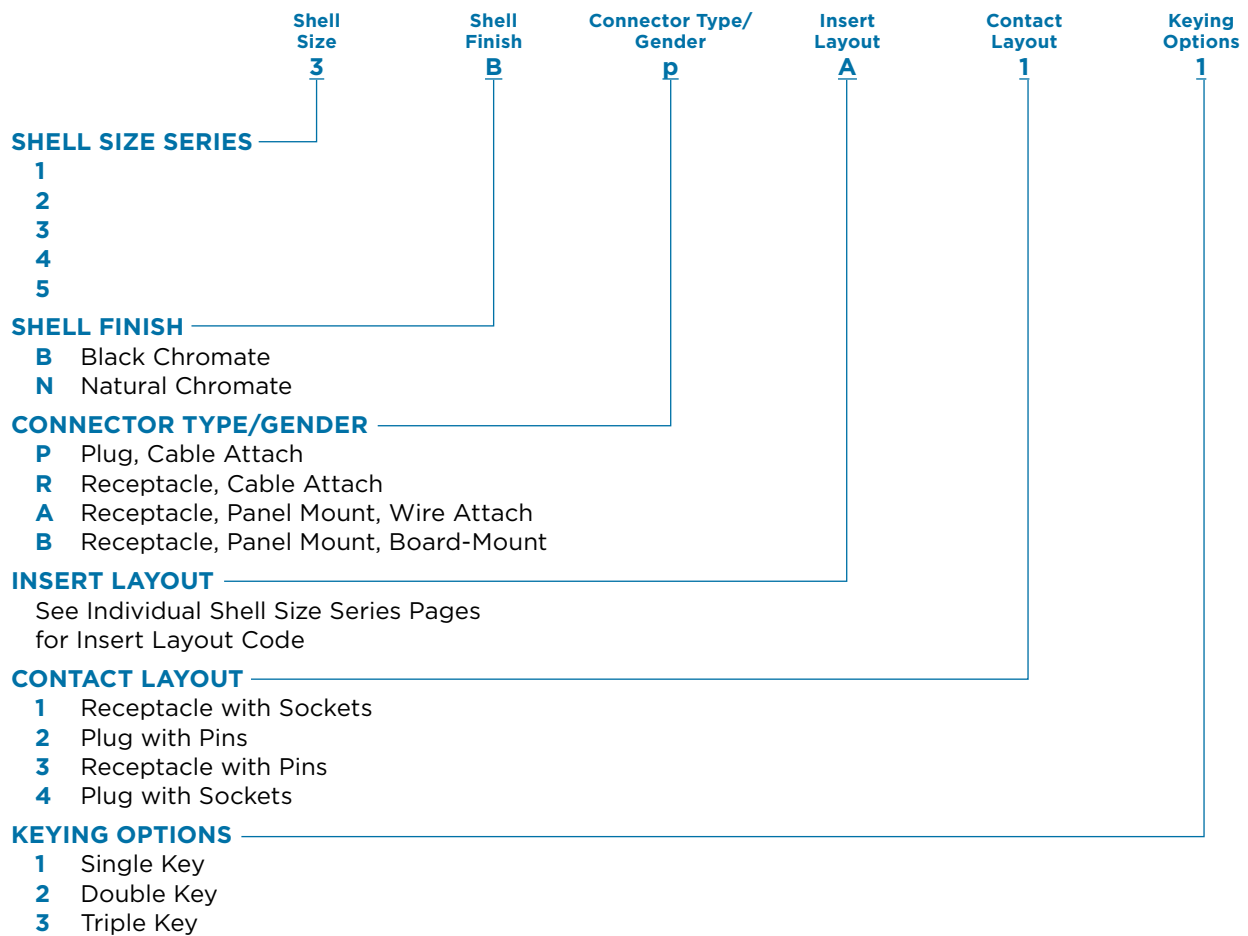 Shell Size
Shell Finish
Connector Type/ Gender
Insert Layout
Contact Layout
Keying Options
3 B p A 1 1
SHELL SIZE SERIES
1
2
3
4
5
SHELL FINISH
B Black Chromate
N Natural Chromate
CONNECTOR TYPE/GENDER
P Plug, Cable Attach
R Receptacle, Cable Attach
A Receptacle, Panel Mount, Wire Attach
B Receptacle, Panel Mount, Board-Mount
INSERT LAYOUT
See Individual Shell Size Series Pages
for Insert Layout Code
CONTACT LAYOUT
1 Receptacle with Sockets
2 Plug with Pins
3 Receptacle with Pins
4 Plug with Sockets
KEYING OPTIONS
1 Single Key
2 Double Key
3 Triple Key